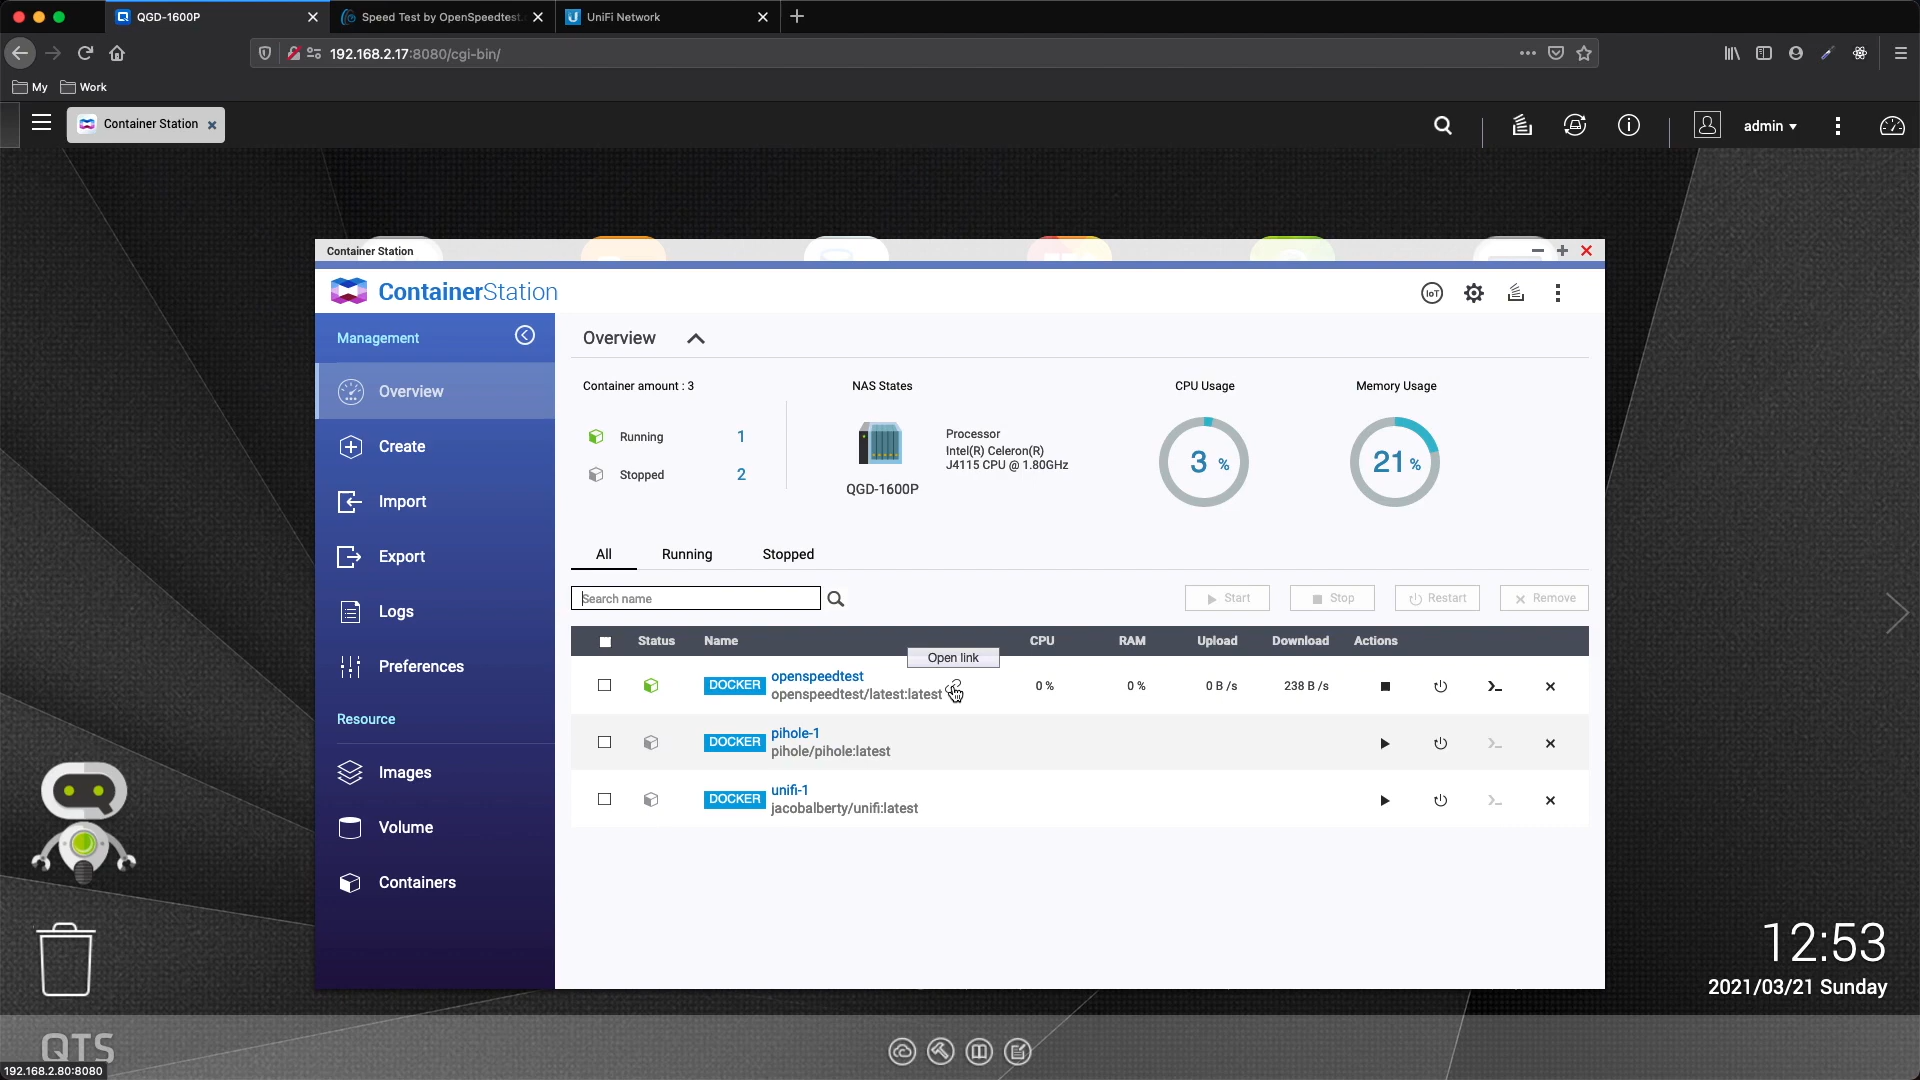 QGD-1600P
Speed Test by OpenSpeedtest.
UniFi Network
192.168.2.17:8080/cgi-bin/
My
Work
Container Station
admin
Container Station
ContainerStation
IoT
Management
Overview
Create
Import
Export
Logs
Preferences
Resource
Images
Volume
Containers
Overview
Container amount : 3
Running
1
Stopped
2
NAS States
QGD-1600P
Processor
Intel(R) Celeron(R)
J4115 CPU @ 1.80GHz
CPU Usage
3 %
Memory Usage
21 %
All
Running
Stopped
Search name
Start
Stop
Restart
Remove
Status
Name
CPU
RAM
Upload
Download
Actions
Open link
DOCKER
openspeedtest
openspeedtest/latest:latest
0 %
0 %
0 B /s
238 B /s
DOCKER
pihole-1
pihole/pihole:latest
DOCKER
unifi-1
jacobalberty/unifi:latest
12:53
2021/03/21 Sunday
QTS
192.168.2.80:8080